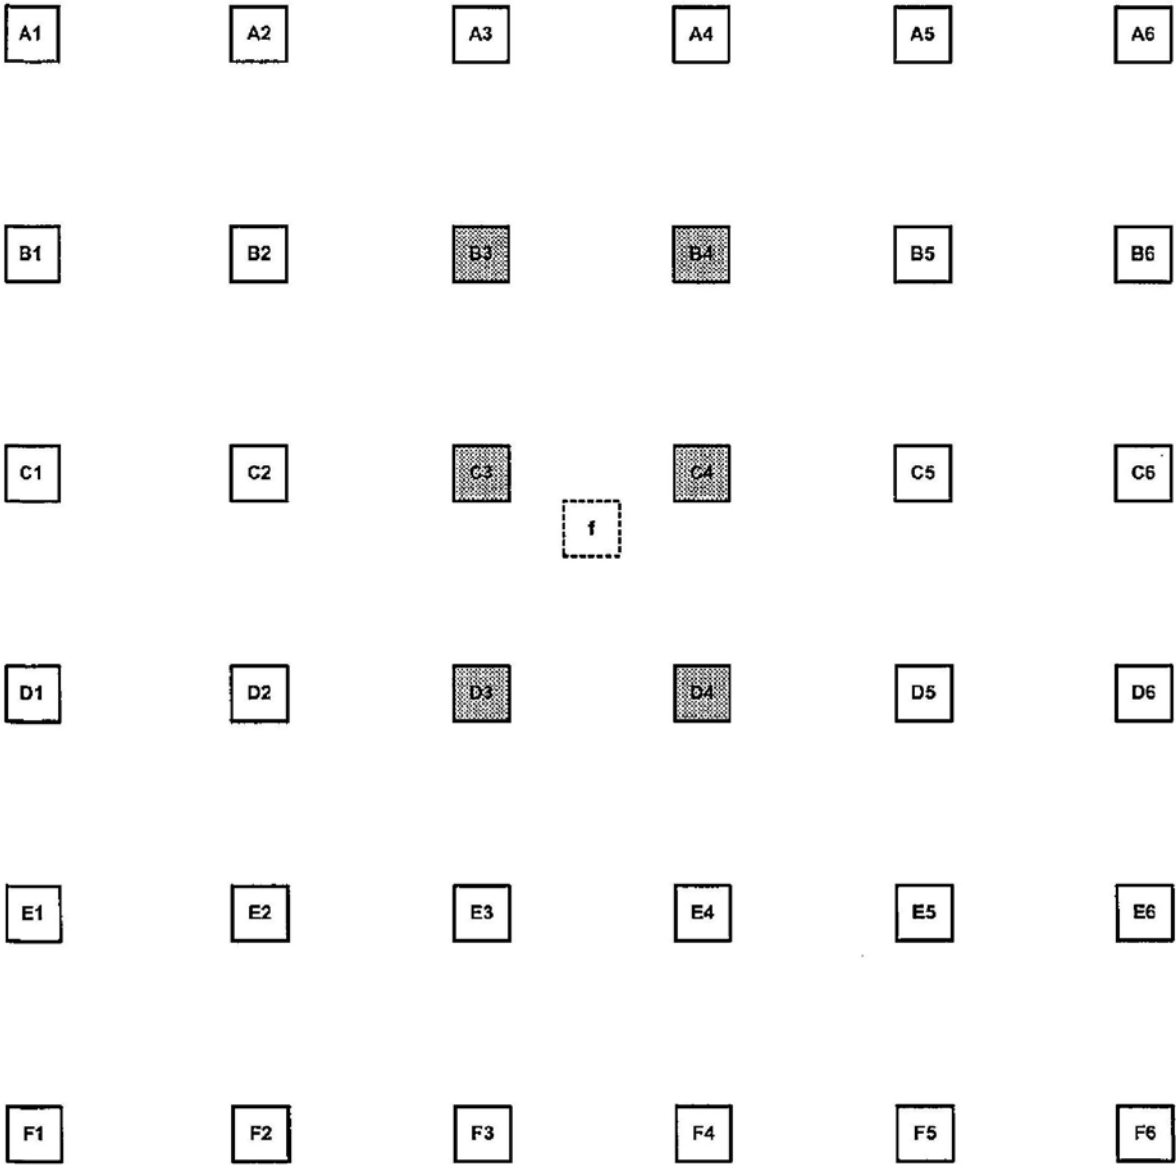 A1 A2 A3 A4 A5 A6
B1 B2 B3 B4 B5 B6
C1 C2 C3 C4 C5 C6
f
D1 D2 D3 D4 D5 D6
E1 E2 E3 E4 E5 E6
F1 F2 F3 F4 F5 F6